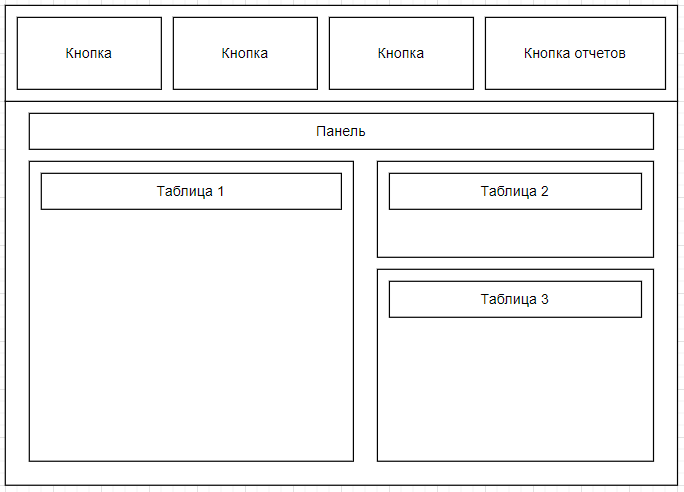 Кнопка
Кнопка
Кнопка
Кнопка отчетов
Панель
Таблица 1
Таблица 2
Таблица 3